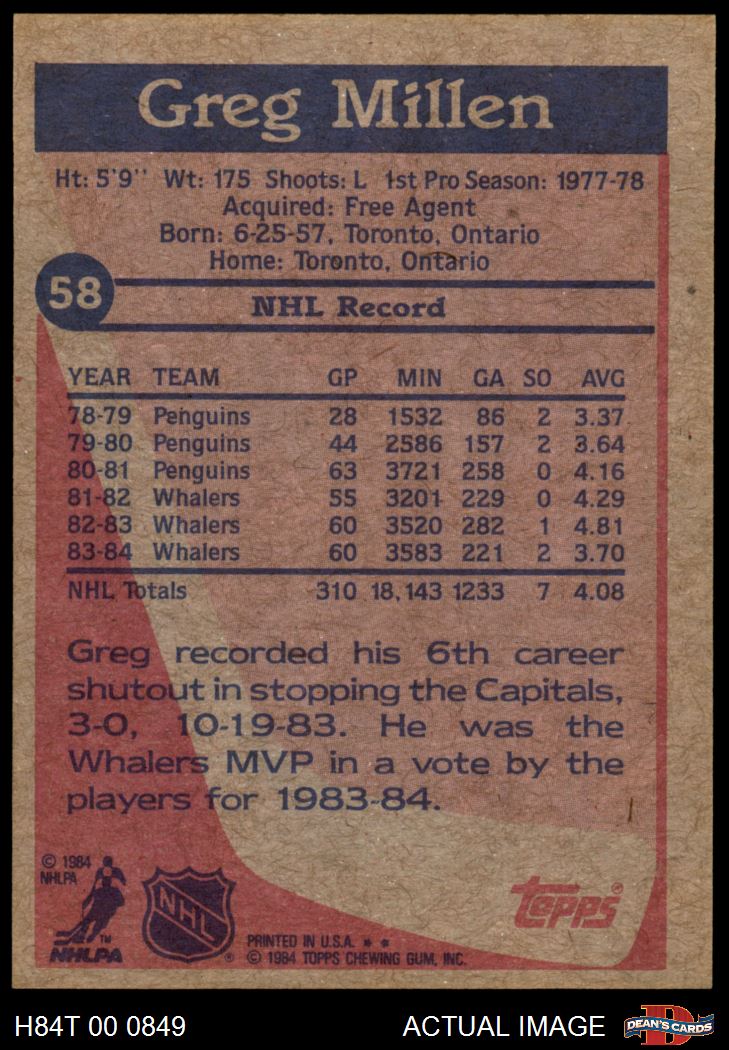 Greg Millen
Ht: 5'9" Wt: 175 Shoots: L 1st Pro Season: 1977-78
Acquired: Free Agent
Born: 6-25-57, Toronto, Ontario
Home: Toronto, Ontario
58
NHL Record
YEAR TEAM GP MIN GA SO AVG
78-79 Penguins 28 1532 86 2 3.37
79-80 Penguins 44 2586 157 2 3.64
80-81 Penguins 63 3721 258 0 4.16
81-82 Whalers 55 3201 229 0 4.29
82-83 Whalers 60 3520 282 1 4.81
83-84 Whalers 60 3583 221 2 3.70
NHL Totals 310 18,143 1233 7 4.08
Greg recorded his 6th career
shutout in stopping the Capitals,
3-0, 10-19-83. He was the
Whalers MVP in a vote by the
players for 1983-84.
© 1984
NHLPA
TM
NHLPA
NHL
®
topps®
PRINTED IN U.S.A. * *
© 1984 TOPPS CHEWING GUM, INC.
H84T 00 0849
ACTUAL IMAGE
D
DEAN'S CARDS